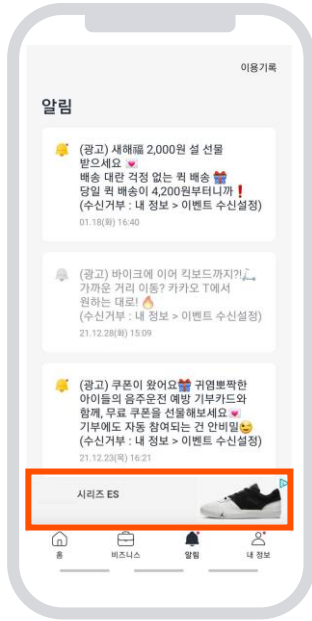 이용기록
알림
(광고) 새해福 2,000원 설 선물
받으세요 💌
배송 대란 걱정 없는 퀵 배송 🎁
당일 퀵 배송이 4,200원부터니까❗
(수신거부 : 내 정보 > 이벤트 수신설정)
01.18(화) 16:40
(광고) 바이크에 이어 킥보드까지?!🛴
가까운 거리 이동? 카카오 T에서
원하는 대로! 🔥
(수신거부 : 내 정보 > 이벤트 수신설정)
21.12.28(화) 15:09
(광고) 쿠폰이 왔어요🎁 귀염뽀짝한
아이들의 음주운전 예방 기부카드와
함께, 무료 쿠폰을 선물해보세요 💌
기부에도 자동 참여되는 건 안비밀😉
(수신거부 : 내 정보 > 이벤트 수신설정)
21.12.23(목) 16:21
시리즈 ES
홈 비즈니스 알림 내 정보